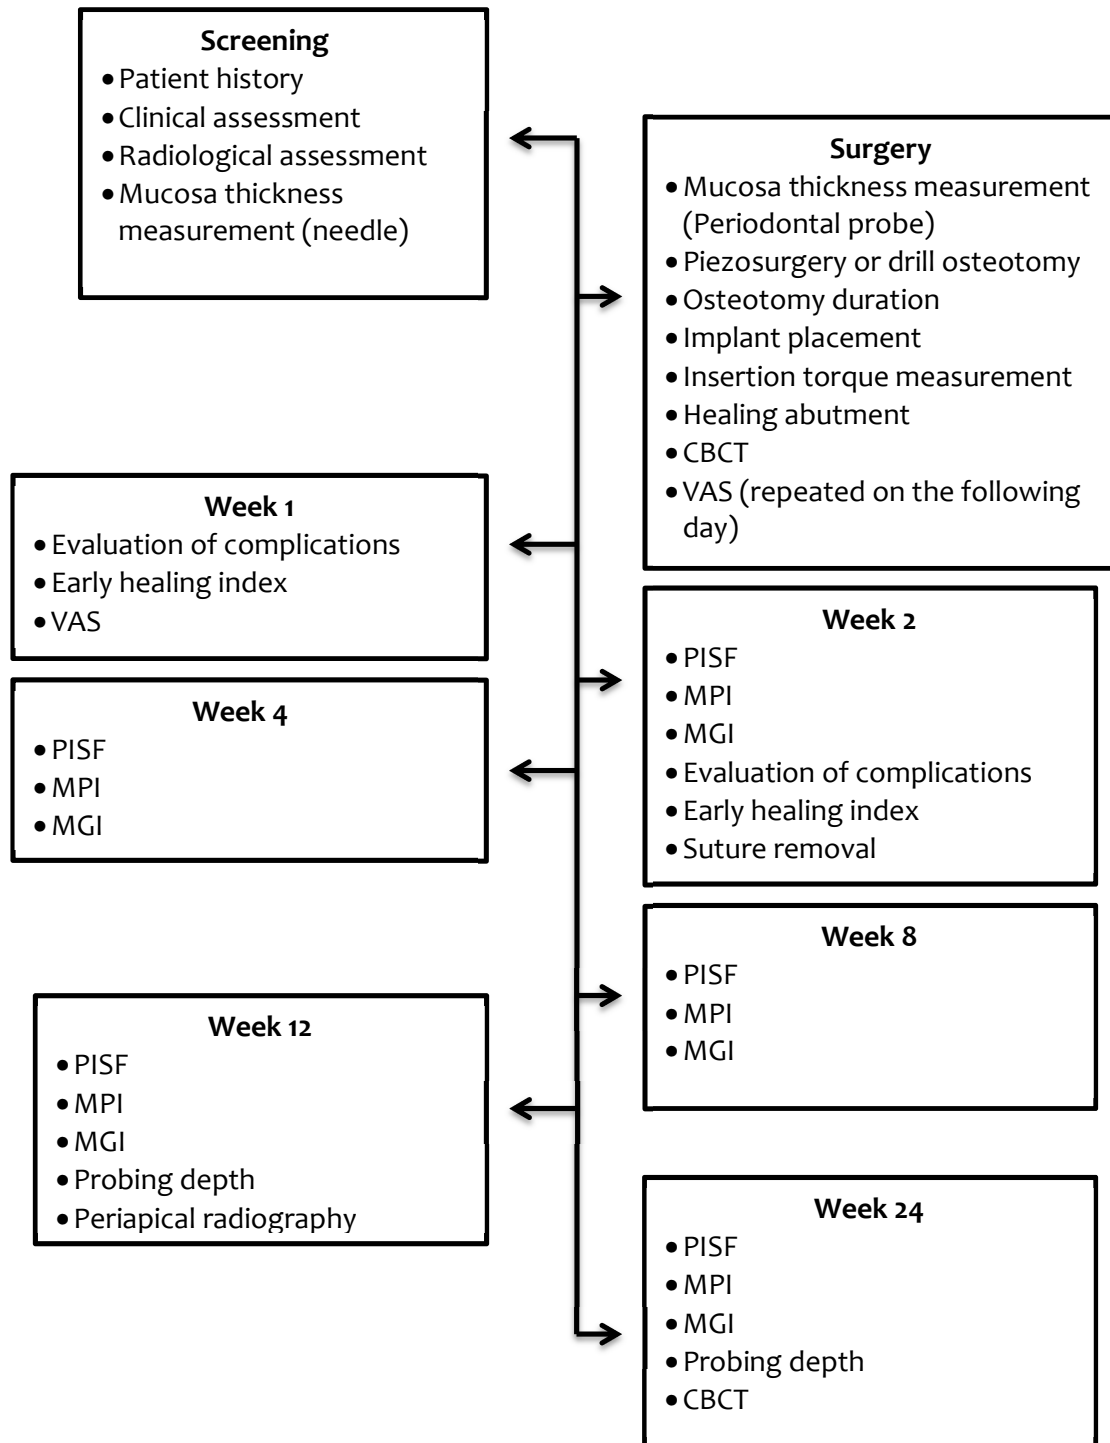 Screening
• Patient history
• Clinical assessment
• Radiological assessment
• Mucosa thickness
measurement (needle)
Surgery
• Mucosa thickness measurement
(Periodontal probe)
• Piezosurgery or drill osteotomy
• Osteotomy duration
• Implant placement
• Insertion torque measurement
• Healing abutment
• CBCT
• VAS (repeated on the following
day)
Week 1
• Evaluation of complications
• Early healing index
• VAS
Week 2
• PISF
• MPI
• MGI
• Evaluation of complications
• Early healing index
• Suture removal
Week 4
• PISF
• MPI
• MGI
Week 8
• PISF
• MPI
• MGI
Week 12
• PISF
• MPI
• MGI
• Probing depth
• Periapical radiography
Week 24
• PISF
• MPI
• MGI
• Probing depth
• CBCT